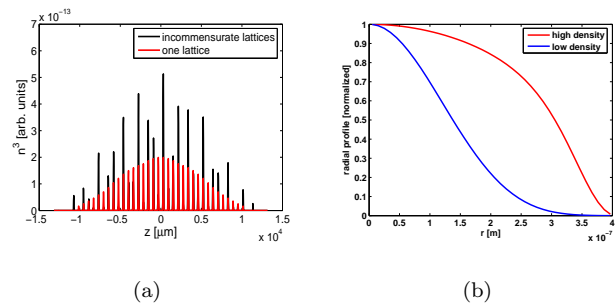 7 x 10⁻¹³
6
5
4
3
2
1
0
n³ [arb. units]
incommensurate lattices
one lattice
−1.5 −1 −0.5 0 0.5 1 1.5
x 10⁴
z [µm]
(a)
b
1
0.9
0.8
0.7
0.6
0.5
0.4
0.3
0.2
0.1
0
radial profile [normalized]
high density
low density
0 0.5 1 1.5 2 2.5 3 3.5 4
x 10⁻⁷
r [m]
(b)